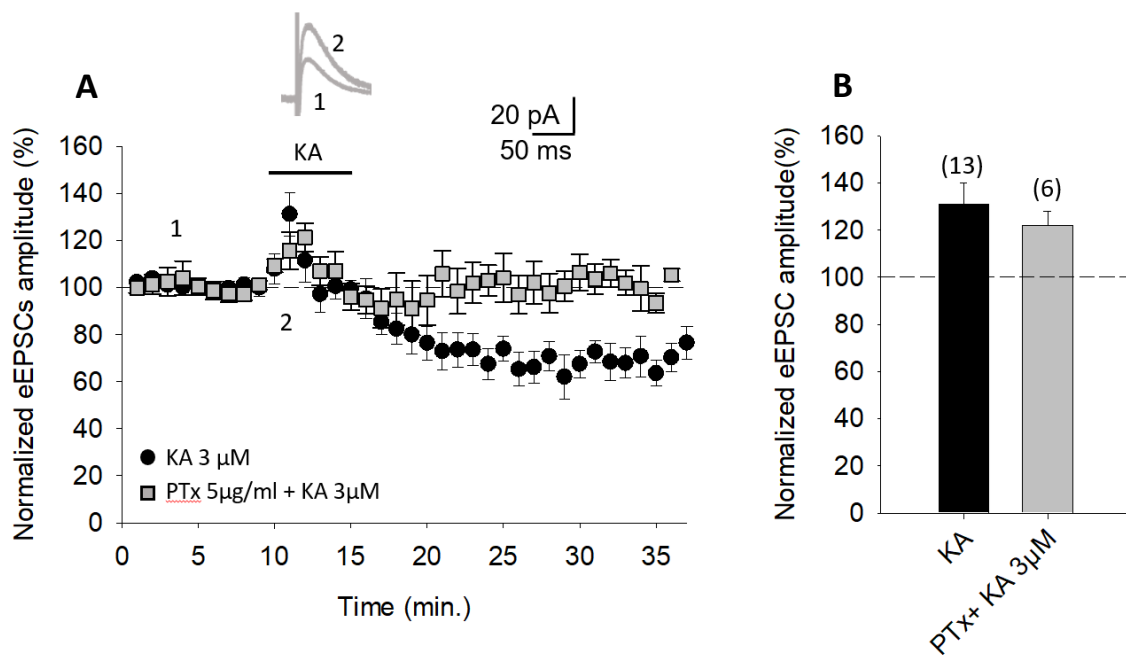 2
1
A
B
20 pA
50 ms
Normalized eEPSCs amplitude (%)
160
140
120
100
80
60
40
20
0
KA
1
2
KA 3 µM
PTx 5µg/ml + KA 3µM
0 5 10 15 20 25 30 35
Time (min.)
Normalized eEPSC amplitude(%)
160
140
120
100
80
60
40
20
0
(13)
(6)
KA
PTx+ KA 3µM